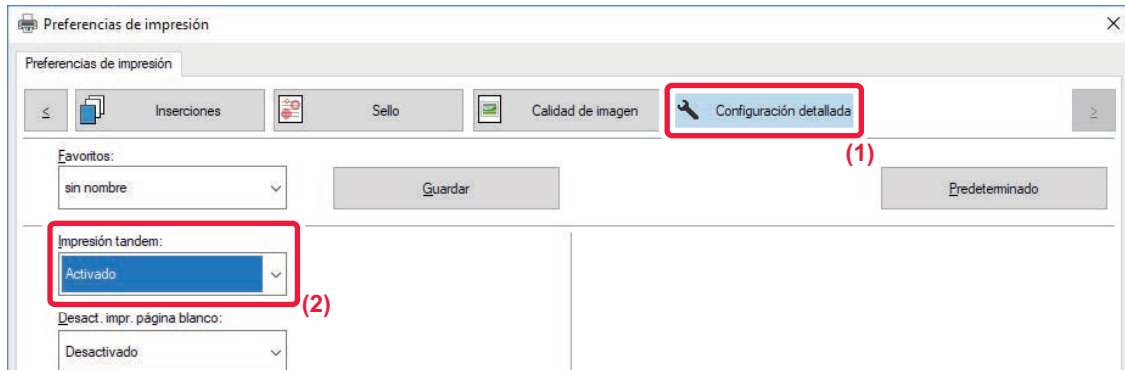 Preferencias de impresión
Preferencias de impresión
≤ Inserciones Sello Calidad de imagen Configuración detallada ≥
(1)
Favoritos:
sin nombre Guardar Predeterminado
Impresión tandem:
Activado
(2)
Desact. impr. página blanco:
Desactivado